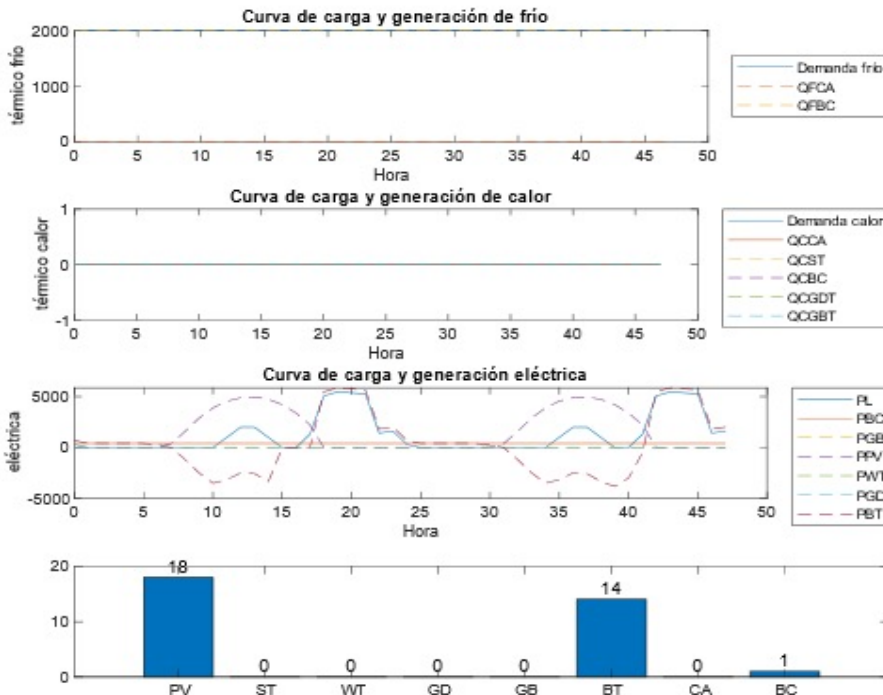 Curva de carga y generación de frío
2000
1000
0
térmico frío
0 5 10 15 20 25 30 35 40 45 50
Hora
Demanda frío
QFCA
QFBC
Curva de carga y generación de calor
1
0
-1
térmico calor
0 5 10 15 20 25 30 35 40 45 50
Hora
Demanda calor
QCCA
QCST
QCBC
QCGDT
QCGBT
Curva de carga y generación eléctrica
5000
0
-5000
eléctrica
0 5 10 15 20 25 30 35 40 45 50
Hora
PL
PBC
PGB
PPV
PWT
PGD
PBT
20
10
0
18 0 0 0 0 14 0 1
PV ST WT GD GB BT CA BC